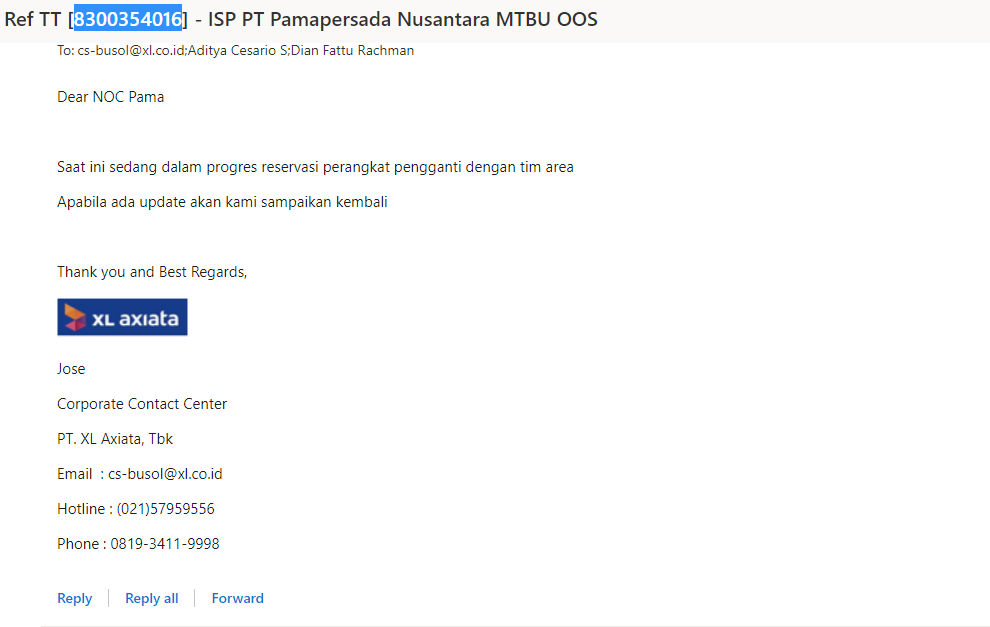 Ref TT [8300354016] - ISP PT Pamapersada Nusantara MTBU OOS
To: cs-busol@xl.co.id;Aditya Cesario S;Dian Fattu Rachman
Dear NOC Pama
Saat ini sedang dalam progres reservasi perangkat pengganti dengan tim area
Apabila ada update akan kami sampaikan kembali
Thank you and Best Regards,
XL axiata
Jose
Corporate Contact Center
PT. XL Axiata, Tbk
Email : cs-busol@xl.co.id
Hotline : (021)57959556
Phone : 0819-3411-9998
Reply Reply all Forward